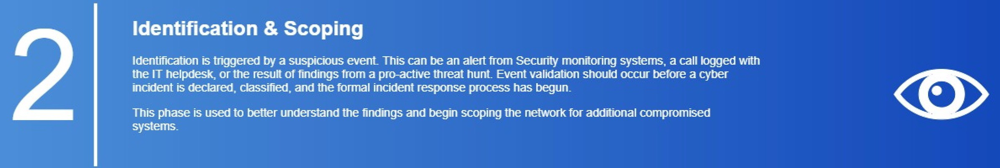 2
Identification & Scoping
Identification is triggered by a suspicious event. This can be an alert from Security monitoring systems, a call logged with
the IT helpdesk, or the result of findings from a pro-active threat hunt. Event validation should occur before a cyber
incident is declared, classified, and the formal incident response process has begun.
This phase is used to better understand the findings and begin scoping the network for additional compromised
systems.